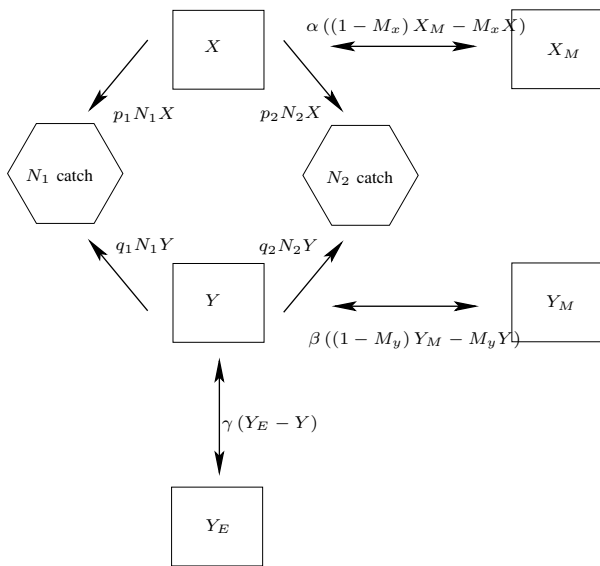 α ((1 − M_x) X_M − M_x X)
X
X_M
p_1 N_1 X
p_2 N_2 X
N_1 catch
N_2 catch
q_1 N_1 Y
q_2 N_2 Y
Y
Y_M
β ((1 − M_y) Y_M − M_y Y)
γ (Y_E − Y)
Y_E